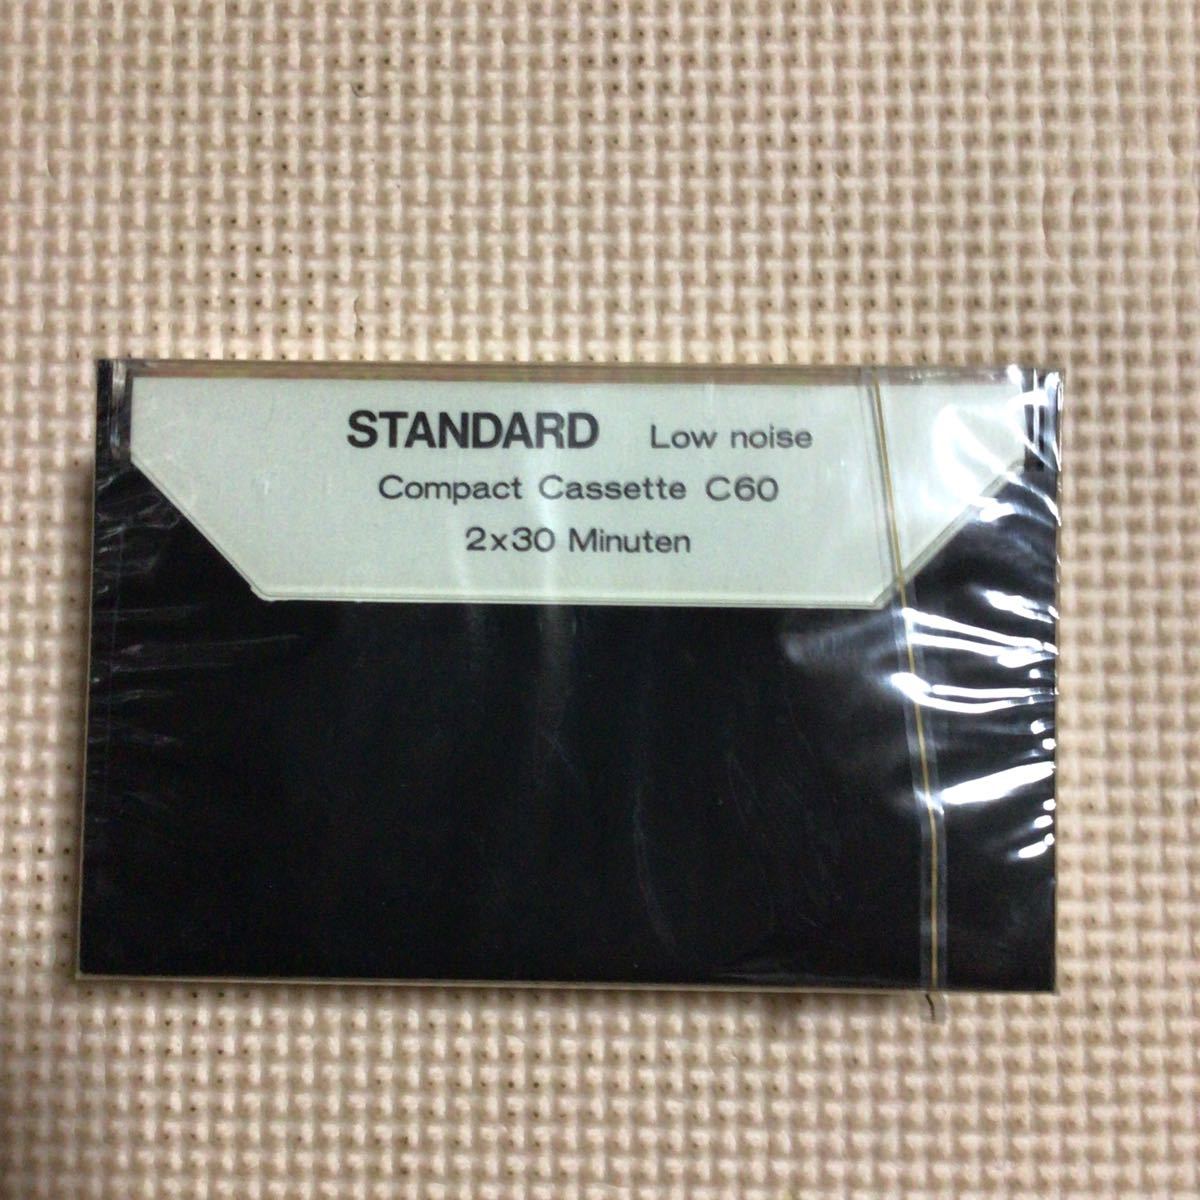 STANDARD Low noise
Compact Cassette C60
2x30 Minuten